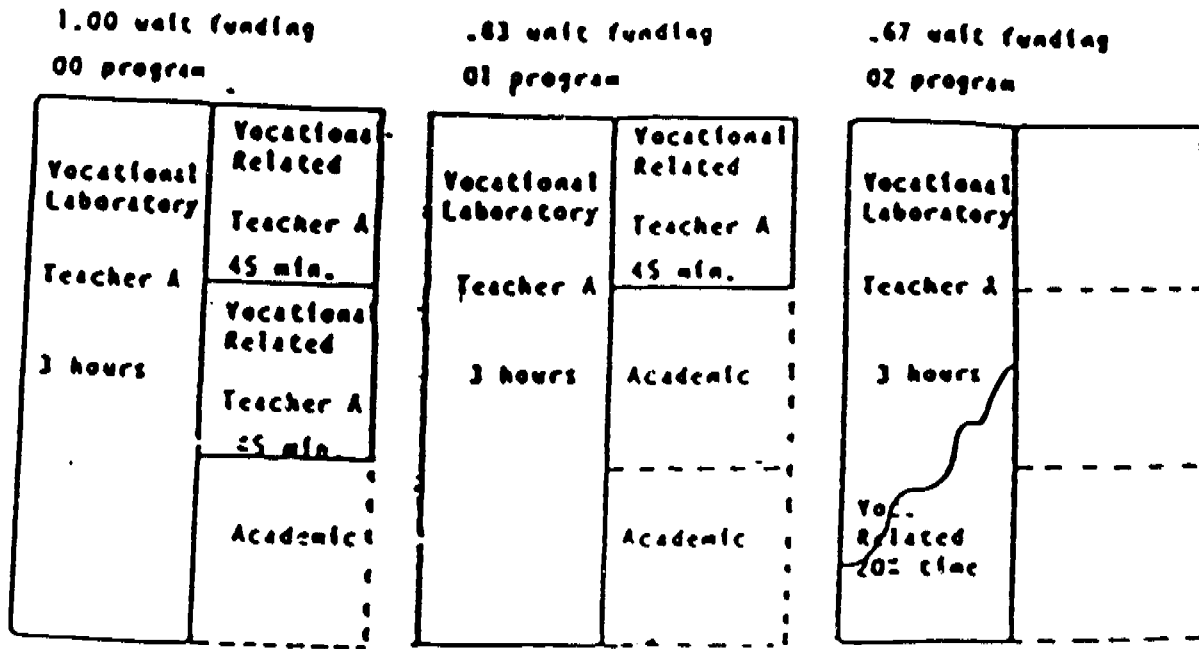 1.00 unit funding
00 program
Vocational
Laboratory
Teacher A
3 hours
Vocational
Related
Teacher A
45 min.
Vocational
Related
Teacher A
45 min.
Academic
.83 unit funding
01 program
Vocational
Laboratory
Teacher A
3 hours
Vocational
Related
Teacher A
45 min.
Academic
Academic
.67 unit funding
02 program
Vocational
Laboratory
Teacher A
3 hours
Related
20% time